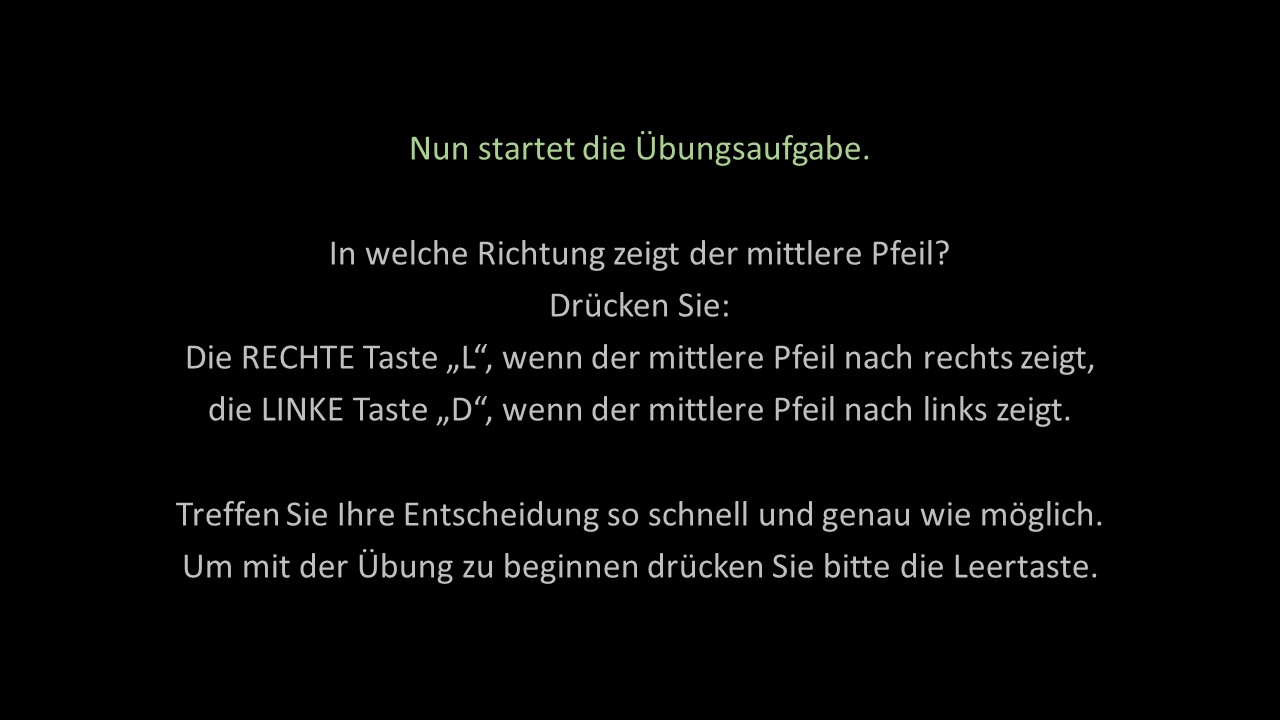 Nun startet die Übungsaufgabe.
In welche Richtung zeigt der mittlere Pfeil?
Drücken Sie:
Die RECHTE Taste „L“, wenn der mittlere Pfeil nach rechts zeigt,
die LINKE Taste „D“, wenn der mittlere Pfeil nach links zeigt.
Treffen Sie Ihre Entscheidung so schnell und genau wie möglich.
Um mit der Übung zu beginnen drücken Sie bitte die Leertaste.